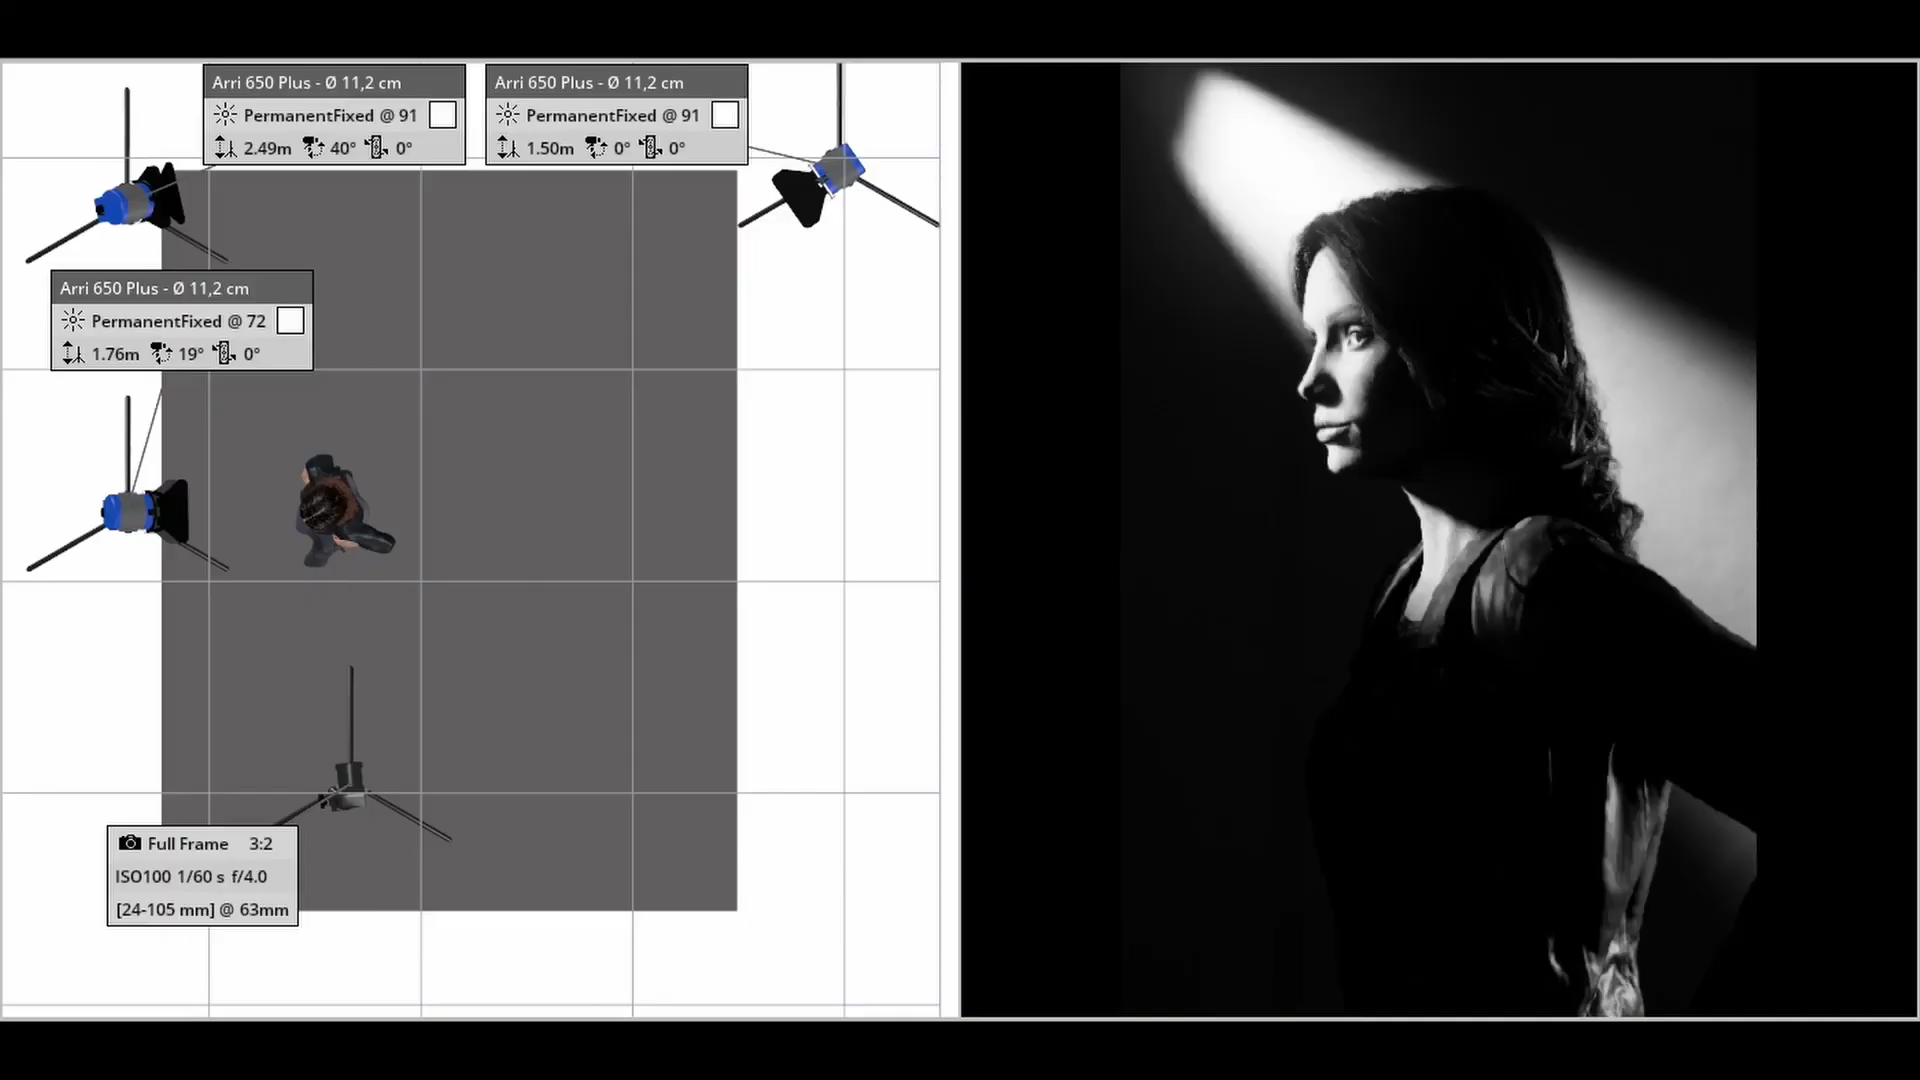 Arri 650 Plus - Ø 11,2 cm
PermanentFixed @ 91
2.49m 40° 0°
Arri 650 Plus - Ø 11,2 cm
PermanentFixed @ 91
1.50m 0° 0°
Arri 650 Plus - Ø 11,2 cm
PermanentFixed @ 72
1.76m 19° 0°
Full Frame 3:2
ISO100 1/60 s f/4.0
[24-105 mm] @ 63mm